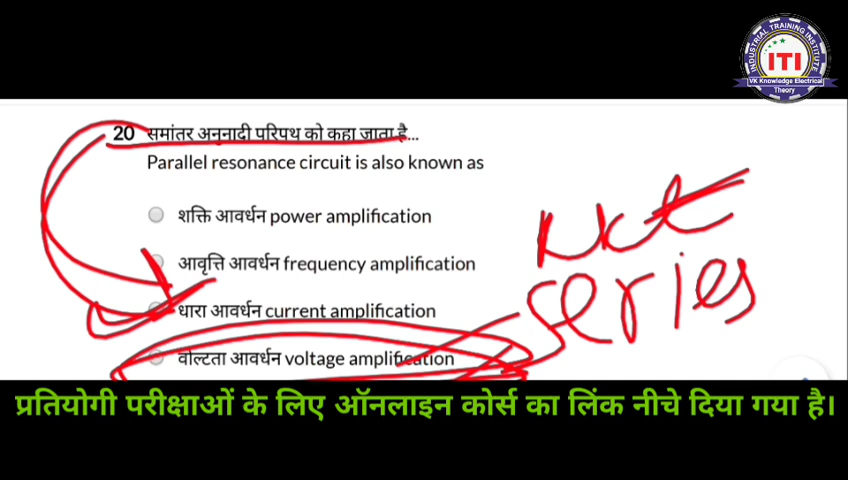 INDUSTRIAL TRAINING INSTITUTE
ITI
VK Knowledge Electrical
Theory
20 समांतर अनुनादी परिपथ को कहा जाता है...
Parallel resonance circuit is also known as
शक्ति आवर्धन power amplification
आवृत्ति आवर्धन frequency amplification
धारा आवर्धन current amplification
वोल्टता आवर्धन voltage amplification
series
प्रतियोगी परीक्षाओं के लिए ऑनलाइन कोर्स का लिंक नीचे दिया गया है।